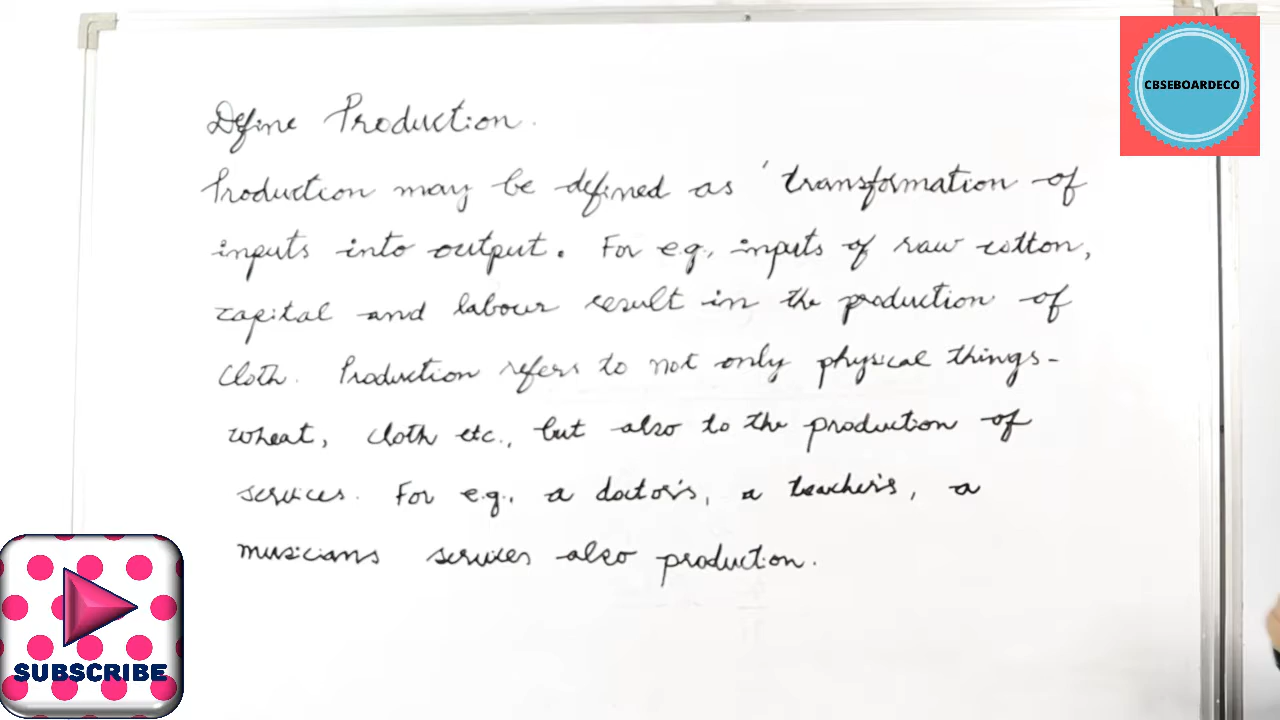 CBSEBOARDECO
Define Production.
Production may be defined as 'transformation of
inputs into output. For e.g., inputs of raw cotton,
capital and labour result in the production of
cloth. Production refers to not only physical things-
wheat, cloth etc., but also to the production of
services. For e.g., a doctor's, a teacher's, a
musicians services also production.
SUBSCRIBE